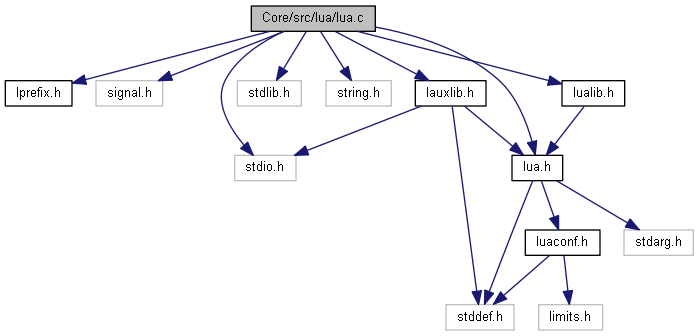 Core/src/lua/lua.c
lprefix.h
signal.h
stdlib.h
string.h
lauxlib.h
lualib.h
stdio.h
lua.h
luaconf.h
stdarg.h
stddef.h
limits.h